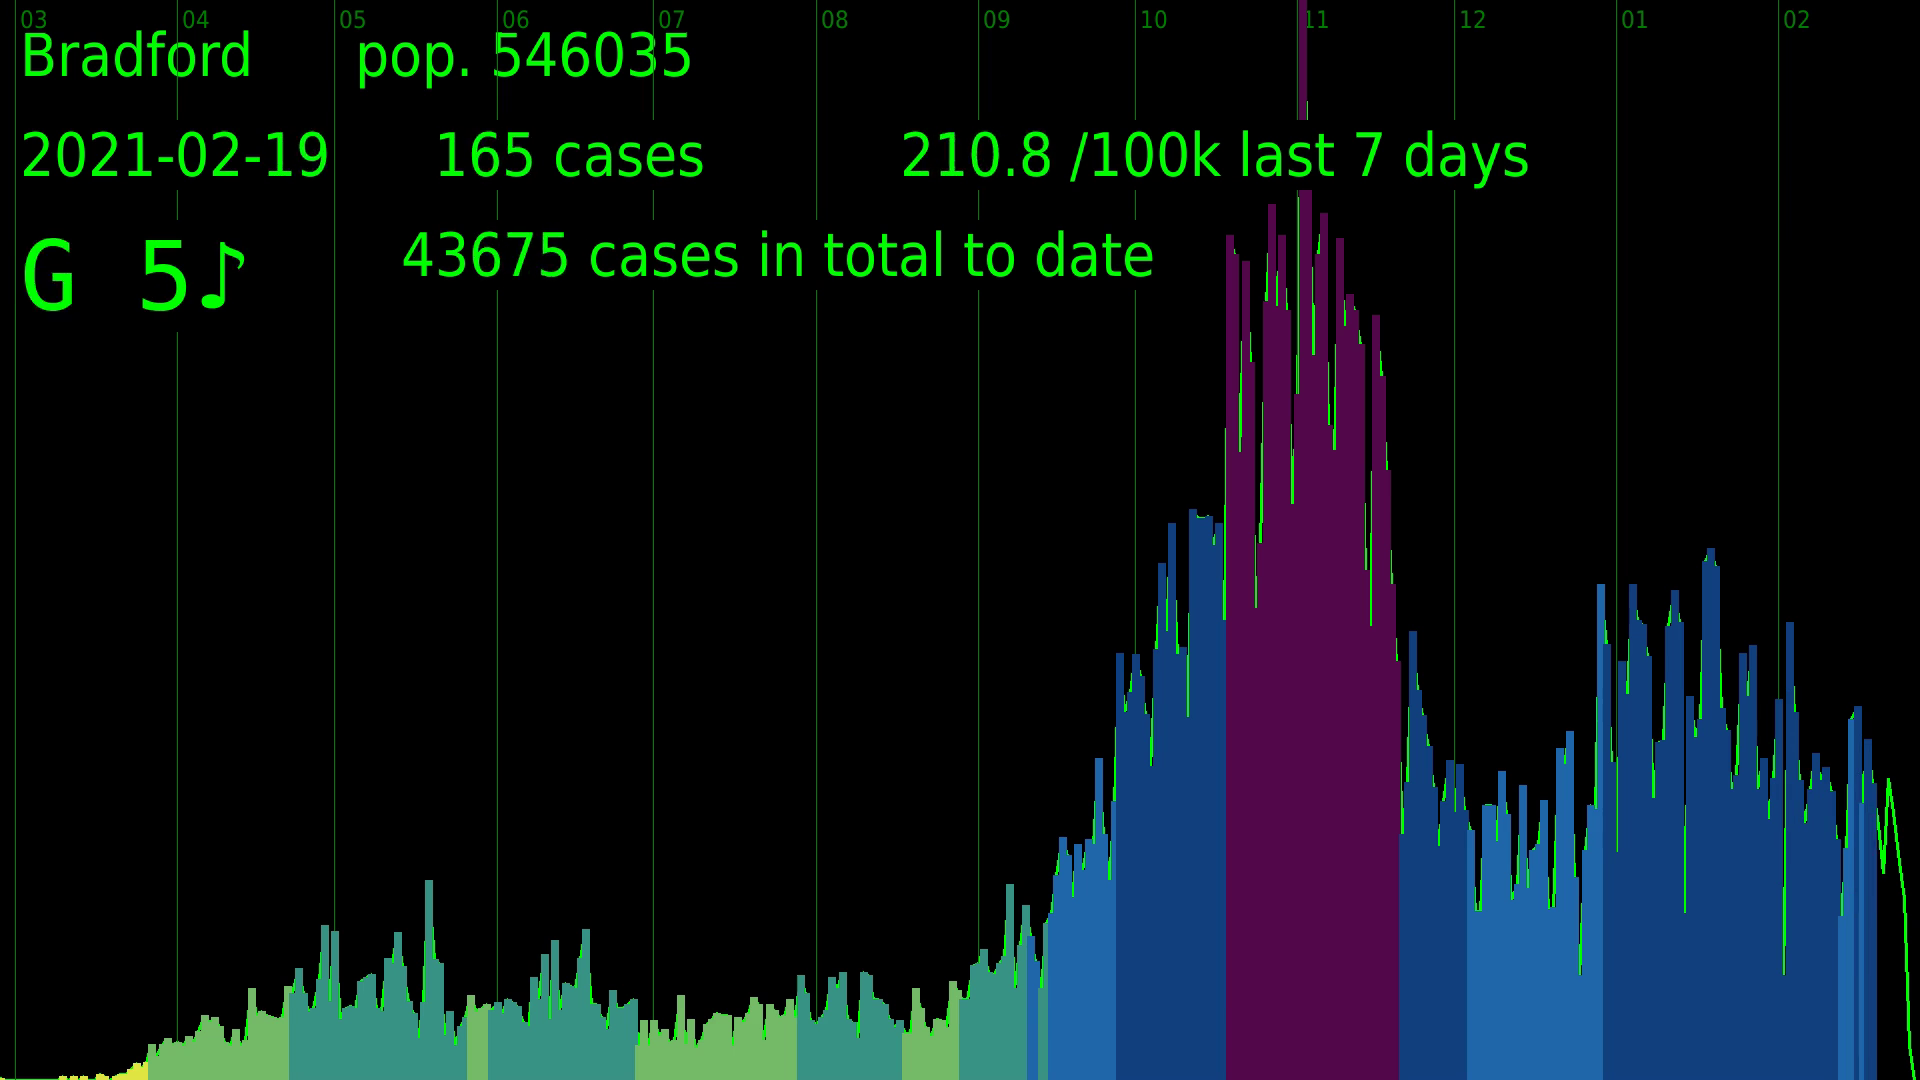 03 04 05 06 07 08 09 10 11 12 01 02
Bradford pop. 546035
2021-02-19 165 cases 210.8 /100k last 7 days
G 5♪ 43675 cases in total to date